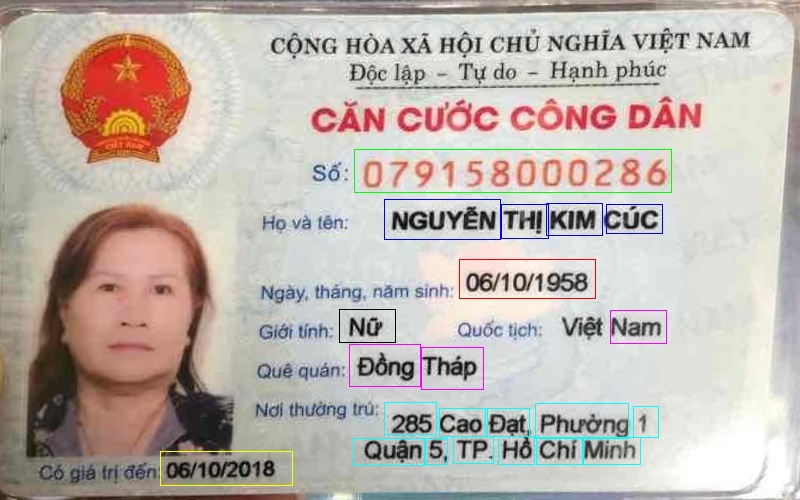 CỘNG HÒA XÃ HỘI CHỦ NGHĨA VIỆT NAM
Độc lập - Tự do - Hạnh phúc
CĂN CƯỚC CÔNG DÂN
Số: 079158000286
Họ và tên: NGUYỄN THỊ KIM CÚC
Ngày, tháng, năm sinh: 06/10/1958
Giới tính: Nữ Quốc tịch: Việt Nam
Quê quán: Đồng Tháp
Nơi thường trú: 285 Cao Đạt, Phường 1
Quận 5, TP. Hồ Chí Minh
Có giá trị đến: 06/10/2018